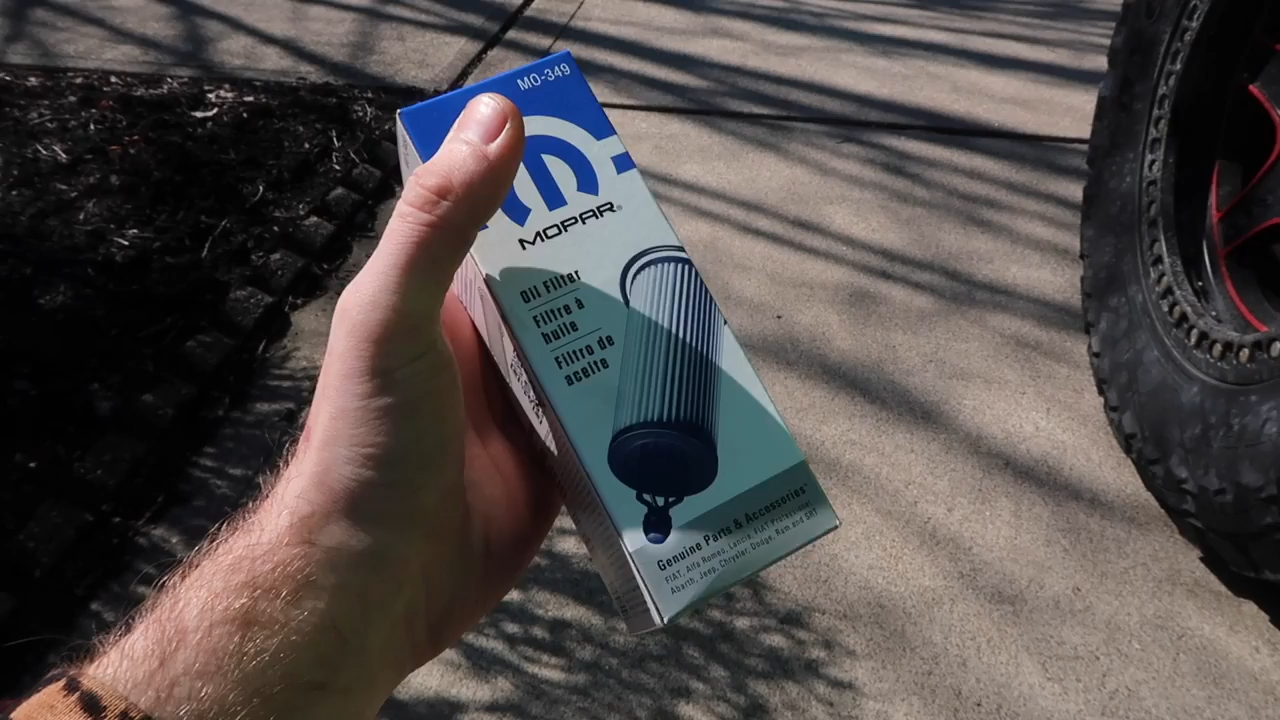 MO-349
MOPAR®
Oil Filter
Filtre à
huile
Filtro de
aceite
Genuine Parts & Accessories
FIAT, Alfa Romeo, Lancia, FIAT Professional,
Abarth, Jeep, Chrysler, Dodge, Ram and SRT